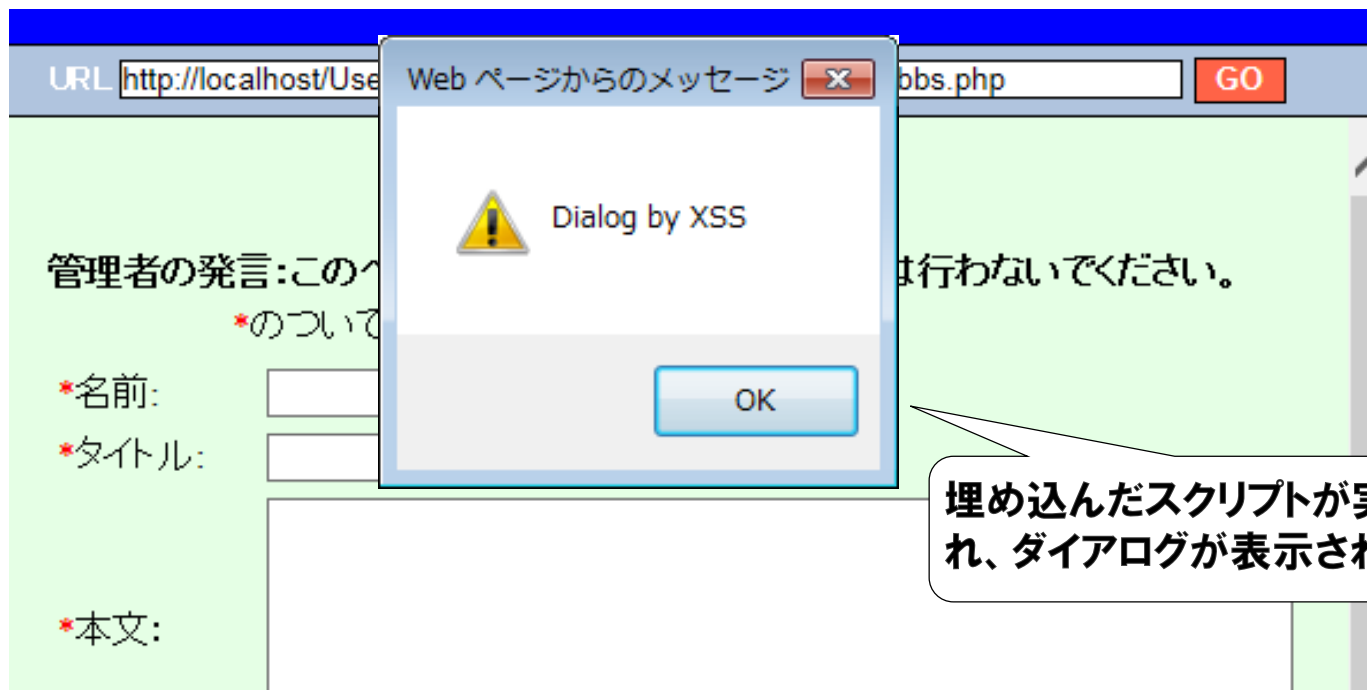 URL http://localhost/Use bbs.php GO
Web ページからのメッセージ
Dialog by XSS
管理者の発言:このペ は行わないでください。
*のついて
*名前:
OK
*タイトル:
埋め込んだスクリプトが実
れ、ダイアログが表示され
*本文: